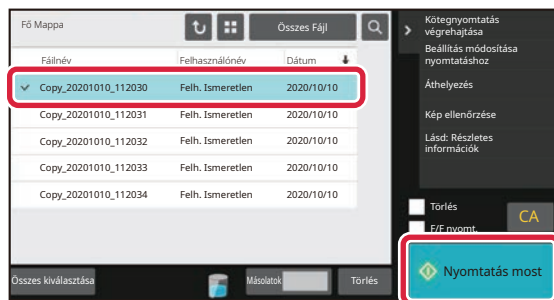 Fő Mappa
Összes Fájl
Fájlnév Felhasználónév Dátum
Copy_20201010_112030 Felh. Ismeretlen 2020/10/10
Copy_20201010_112031 Felh. Ismeretlen 2020/10/10
Copy_20201010_112032 Felh. Ismeretlen 2020/10/10
Copy_20201010_112033 Felh. Ismeretlen 2020/10/10
Copy_20201010_112034 Felh. Ismeretlen 2020/10/10
Összes kiválasztása
Másolatok
Törlés
Kötegnyomtatás
végrehajtása
Beállítás módosítása
nyomtatáshoz
Áthelyezés
Kép ellenőrzése
Lásd: Részletes
információk
Törlés
F/F nyomt.
CA
Nyomtatás most